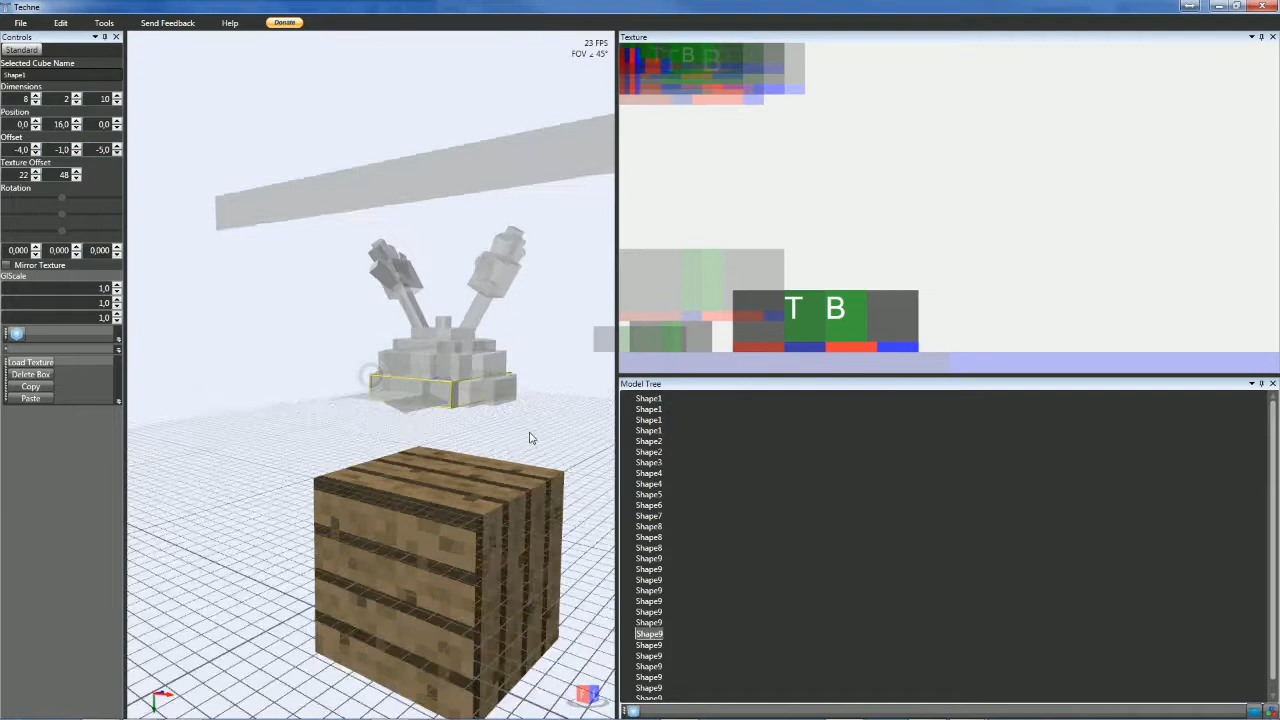 Techne
File Edit Tools Send Feedback Help Donate
Controls
Standard
Selected Cube Name
Shape1
Dimensions
8 2 10
Position
0,0 16,0 0,0
Offset
-4,0 -1,0 -5,0
Texture Offset
22 48
Rotation
0,000 0,000 0,000
Mirror Texture
GlScale
1,0
1,0
1,0
Load Texture
Delete Box
Copy
Paste
23 FPS
FOV ∠ 45°
Texture
T B B
T B
Model Tree
Shape1
Shape1
Shape1
Shape1
Shape2
Shape2
Shape3
Shape4
Shape4
Shape5
Shape6
Shape7
Shape8
Shape8
Shape8
Shape9
Shape9
Shape9
Shape9
Shape9
Shape9
Shape9
Shape9
Shape9
Shape9
Shape9
Shape9
Shape9
Shape9